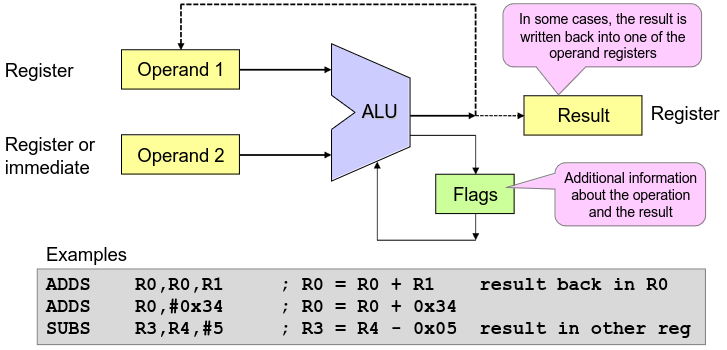 In some cases, the result is
written back into one of the
operand registers
Register
Operand 1
ALU
Result
Register
Register or
immediate
Operand 2
Flags
Additional information
about the operation
and the result
Examples
ADDS R0,R0,R1 ; R0 = R0 + R1 result back in R0
ADDS R0,#0x34 ; R0 = R0 + 0x34
SUBS R3,R4,#5 ; R3 = R4 - 0x05 result in other reg